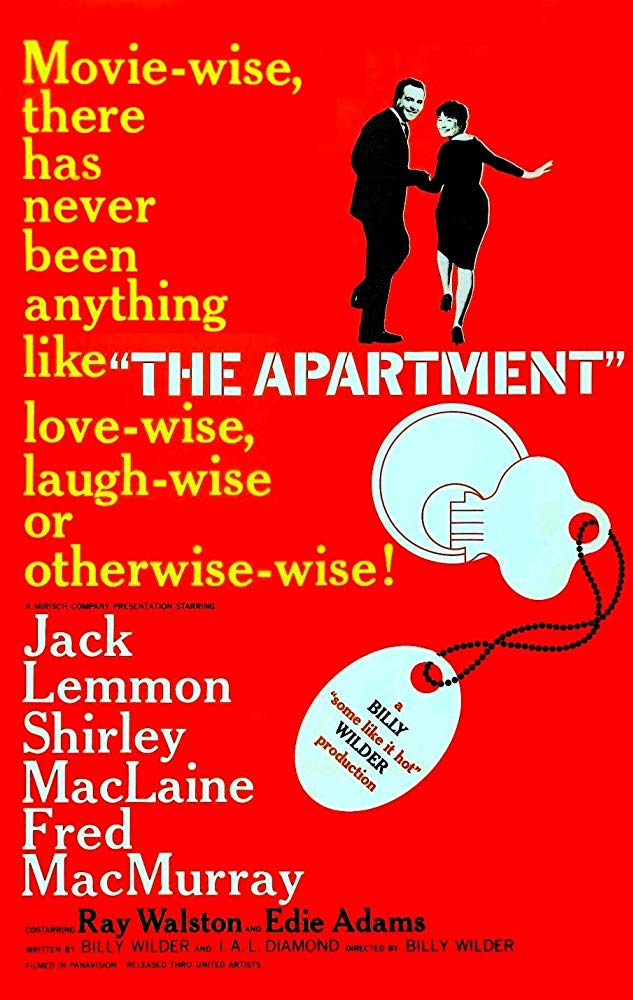 Movie-wise,
there
has
never
been
anything
like "THE APARTMENT"
love-wise,
laugh-wise
or
otherwise-wise!
A MIRISCH COMPANY PRESENTATION STARRING
Jack
Lemmon
Shirley
MacLaine
Fred
MacMurray
a
BILLY
"some like it hot"
WILDER
production
COSTARRING Ray Walston AND Edie Adams
WRITTEN BY BILLY WILDER AND I. A. L. DIAMOND DIRECTED BY BILLY WILDER
FILMED IN PANAVISION RELEASED THRU UNITED ARTISTS